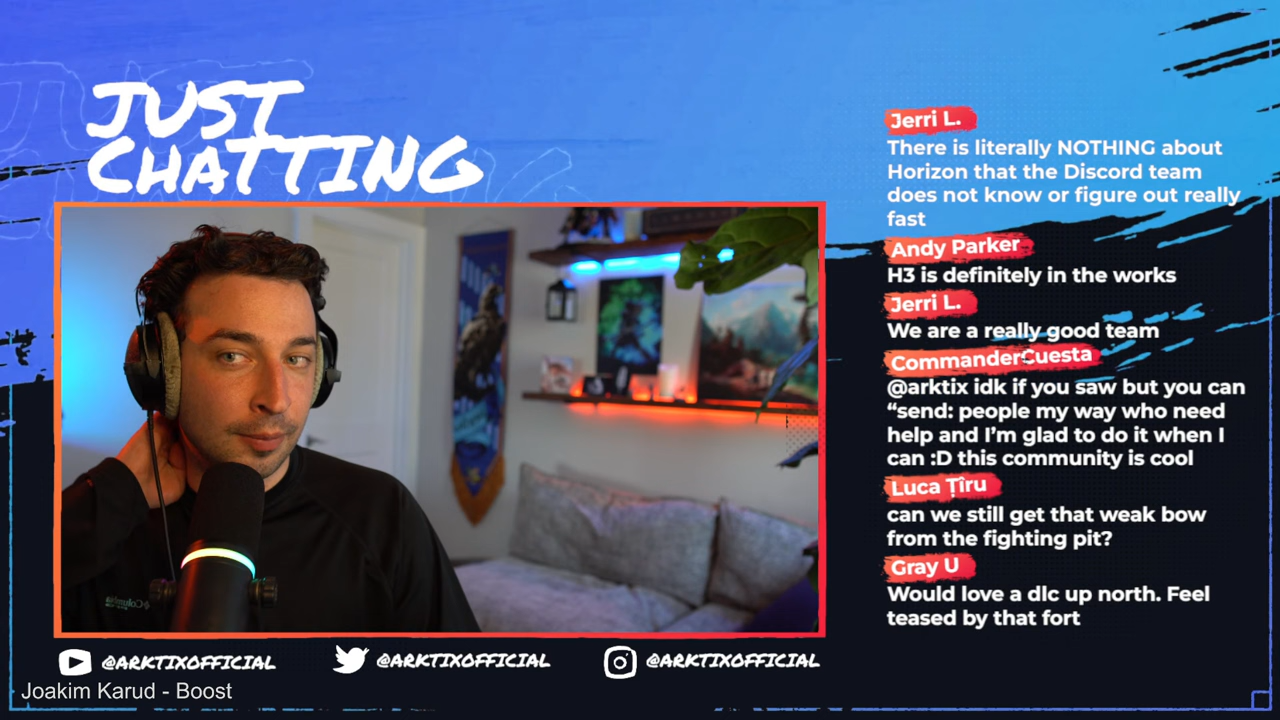 JUST
CHATTING
Jerri L.
There is literally NOTHING about
Horizon that the Discord team
does not know or figure out really
fast
Andy Parker
H3 is definitely in the works
Jerri L.
We are a really good team
CommanderCuesta
@arktix idk if you saw but you can
“send: people my way who need
help and I’m glad to do it when I
can :D this community is cool
Luca Țîru
can we still get that weak bow
from the fighting pit?
Gray U
Would love a dlc up north. Feel
teased by that fort
@ARKTIXOFFICIAL
@ARKTIXOFFICIAL
@ARKTIXOFFICIAL
Joakim Karud - Boost